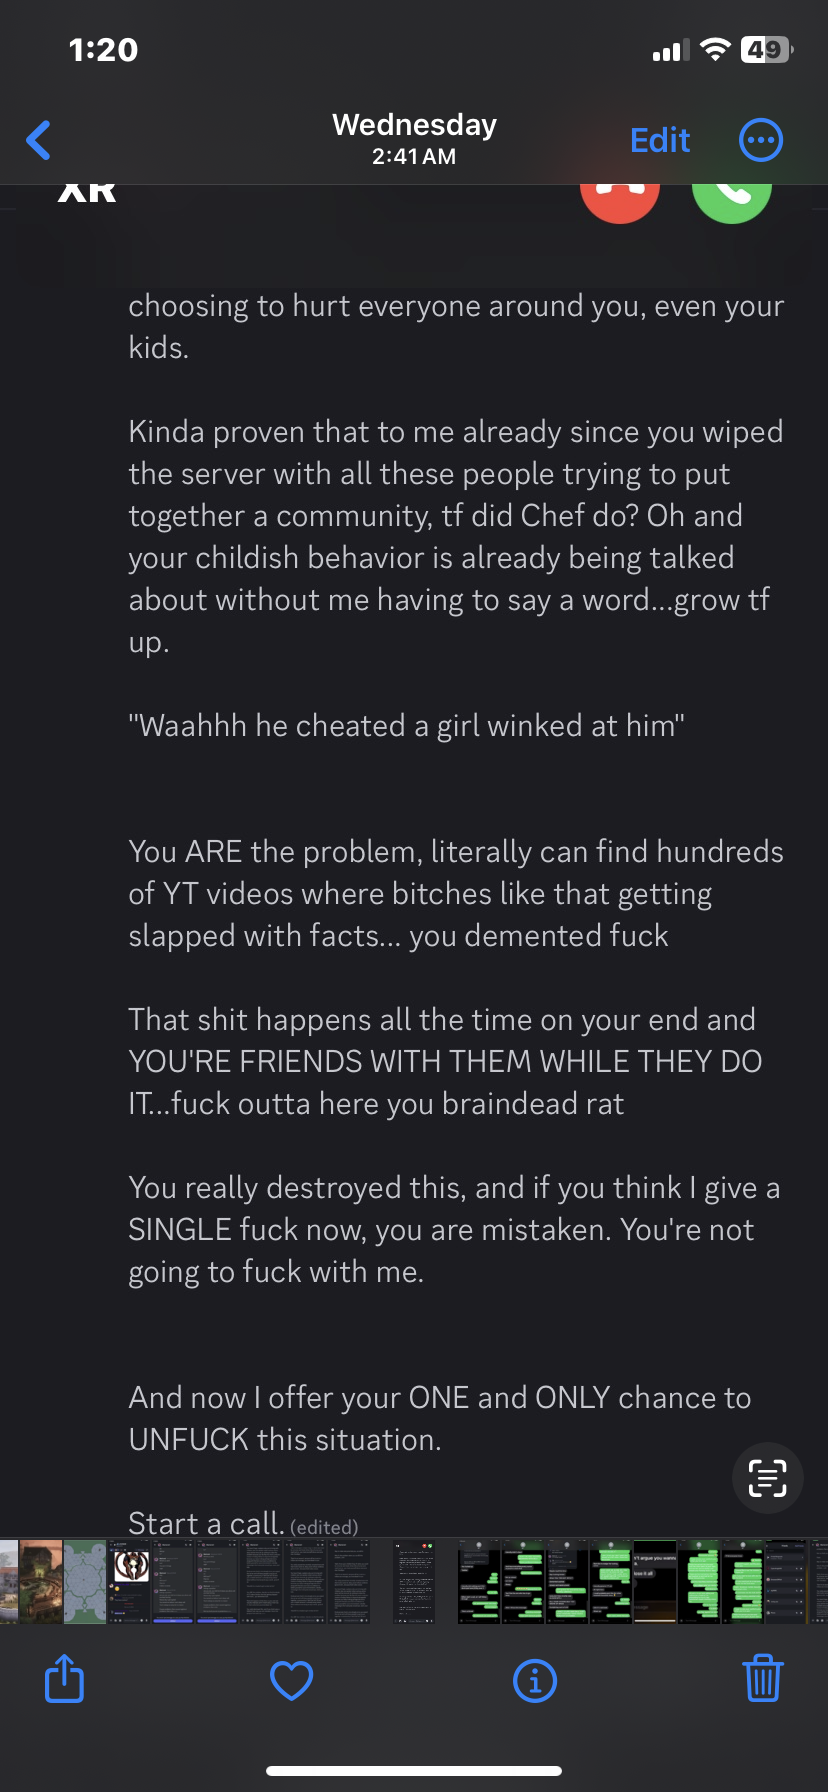 1:20
49
Wednesday
2:41 AM
Edit
XR
choosing to hurt everyone around you, even your
kids.
Kinda proven that to me already since you wiped
the server with all these people trying to put
together a community, tf did Chef do? Oh and
your childish behavior is already being talked
about without me having to say a word...grow tf
up.
"Waahhh he cheated a girl winked at him"
You ARE the problem, literally can find hundreds
of YT videos where bitches like that getting
slapped with facts... you demented fuck
That shit happens all the time on your end and
YOU'RE FRIENDS WITH THEM WHILE THEY DO
IT...fuck outta here you braindead rat
You really destroyed this, and if you think I give a
SINGLE fuck now, you are mistaken. You're not
going to fuck with me.
And now I offer your ONE and ONLY chance to
UNFUCK this situation.
Start a call. (edited)